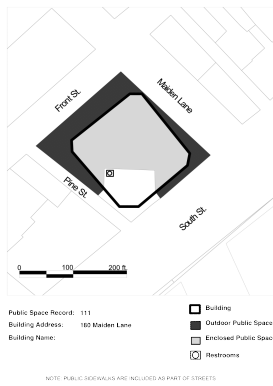 Front St.
Maiden Lane
Pine St.
South St.
0 100 200 ft
Public Space Record: 111
Building Address: 180 Maiden Lane
Building Name:
Building
Outdoor Public Space
Enclosed Public Space
Restrooms
NOTE: PUBLIC SIDEWALKS ARE INCLUDED AS PART OF STREETS